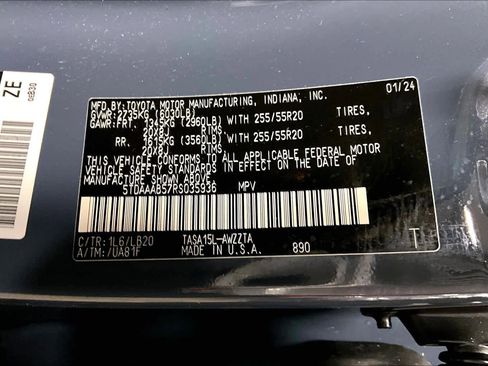 ZE
01/24
MFD.BY:TOYOTA MOTOR MANUFACTURING, INDIANA, INC.
GVWR:2735KG (6030LB)
GAWR:FRT. 1345KG (2960LB) WITH 255/55R20 TIRES,
20X8J RIMS
RR. 1615KG (3560LB) WITH 255/55R20 TIRES,
20X8J RIMS
THIS VEHICLE CONFORMS TO ALL APPLICABLE FEDERAL MOTOR
VEHICLE SAFETY STANDARDS IN EFFECT ON THE DATE OF
MANUFACTURE SHOWN ABOVE.
5TDAAAB57RS035936 MPV
C/TR:1L6/LB20 TASA15L-AWZZTA T
A/TM:/UA81F MADE IN U.S.A. 890